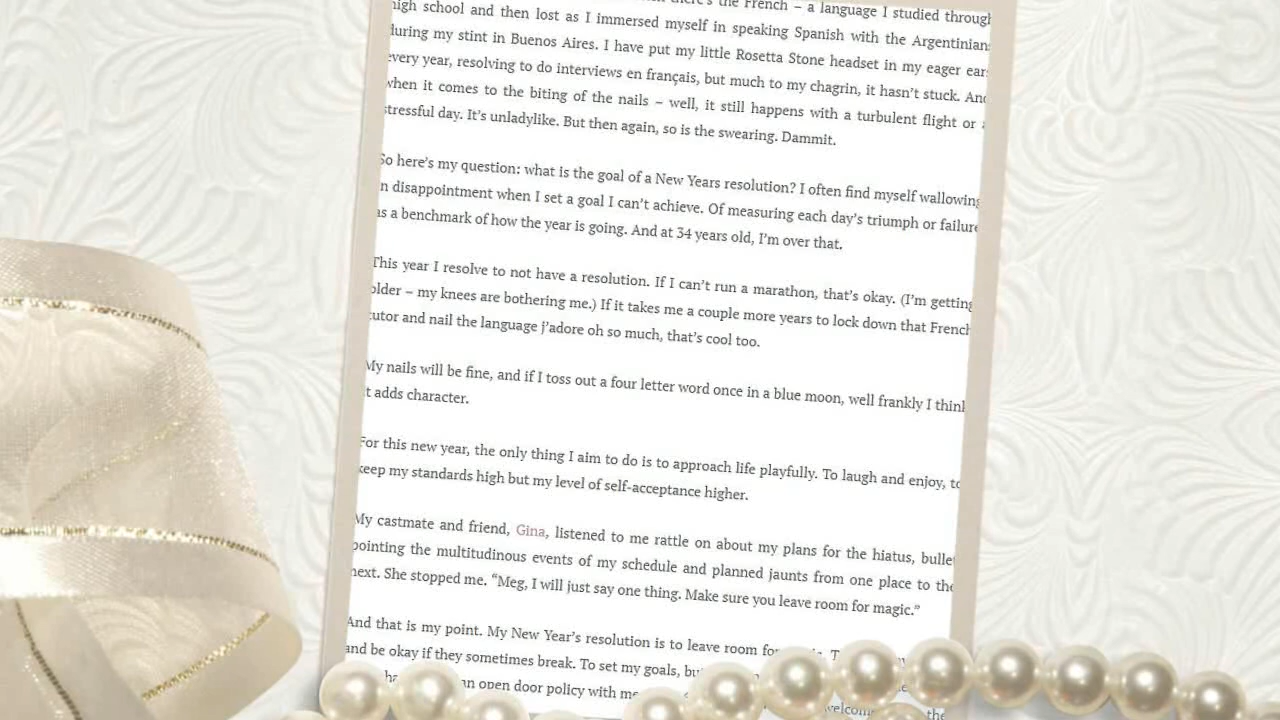 there's the French – a language I studied through
high school and then lost as I immersed myself in speaking Spanish with the Argentinians
during my stint in Buenos Aires. I have put my little Rosetta Stone headset in my eager ears
every year, resolving to do interviews en français, but much to my chagrin, it hasn't stuck. And
when it comes to the biting of the nails – well, it still happens with a turbulent flight or a
stressful day. It's unladylike. But then again, so is the swearing. Dammit.
So here's my question: what is the goal of a New Years resolution? I often find myself wallowing
in disappointment when I set a goal I can't achieve. Of measuring each day's triumph or failure
as a benchmark of how the year is going. And at 34 years old, I'm over that.
This year I resolve to not have a resolution. If I can't run a marathon, that's okay. (I'm getting
older – my knees are bothering me.) If it takes me a couple more years to lock down that French
tutor and nail the language j'adore oh so much, that's cool too.
My nails will be fine, and if I toss out a four letter word once in a blue moon, well frankly I think
it adds character.
For this new year, the only thing I aim to do is to approach life playfully. To laugh and enjoy, to
keep my standards high but my level of self-acceptance higher.
My castmate and friend, Gina, listened to me rattle on about my plans for the hiatus, bullet
pointing the multitudinous events of my schedule and planned jaunts from one place to the
next. She stopped me. “Meg, I will just say one thing. Make sure you leave room for magic.”
And that is my point. My New Year's resolution is to leave room for
and be okay if they sometimes break. To set my goals, but
an open door policy with me
welcom the